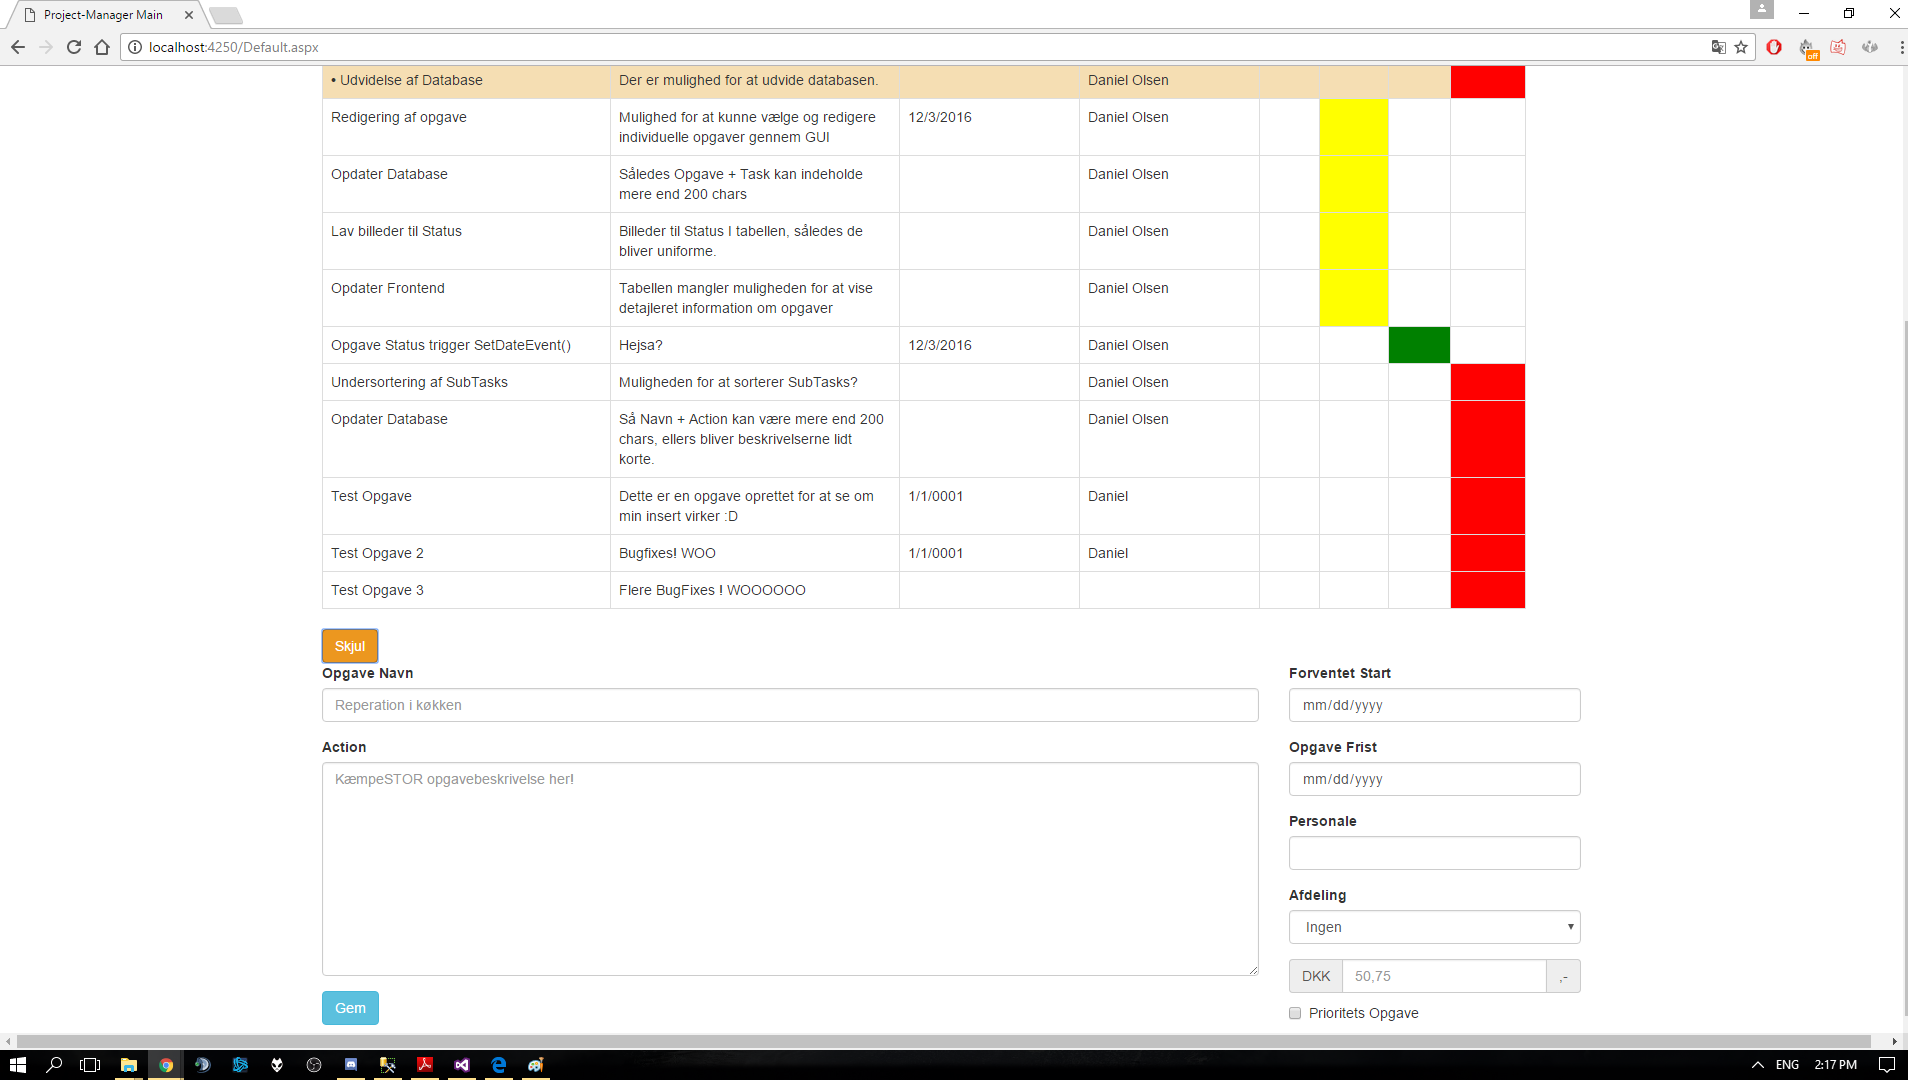 Project-Manager Main
localhost:4250/Default.aspx
off
• Udvidelse af Database Der er mulighed for at udvide databasen. Daniel Olsen
Redigering af opgave Mulighed for at kunne vælge og redigere 12/3/2016 Daniel Olsen
individuelle opgaver gennem GUI
Opdater Database Således Opgave + Task kan indeholde Daniel Olsen
mere end 200 chars
Lav billeder til Status Billeder til Status I tabellen, således de Daniel Olsen
bliver uniforme.
Opdater Frontend Tabellen mangler muligheden for at vise Daniel Olsen
detajleret information om opgaver
Opgave Status trigger SetDateEvent() Hejsa? 12/3/2016 Daniel Olsen
Undersortering af SubTasks Muligheden for at sorterer SubTasks? Daniel Olsen
Opdater Database Så Navn + Action kan være mere end 200 Daniel Olsen
chars, ellers bliver beskrivelserne lidt
korte.
Test Opgave Dette er en opgave oprettet for at se om 1/1/0001 Daniel
min insert virker :D
Test Opgave 2 Bugfixes! WOO 1/1/0001 Daniel
Test Opgave 3 Flere BugFixes ! WOOOOOO
Skjul
Opgave Navn
Reperation i køkken
Action
KæmpeSTOR opgavebeskrivelse her!
Gem
Forventet Start
mm/dd/yyyy
Opgave Frist
mm/dd/yyyy
Personale
Afdeling
Ingen
DKK 50,75 ,-
Prioritets Opgave
ENG 2:17 PM